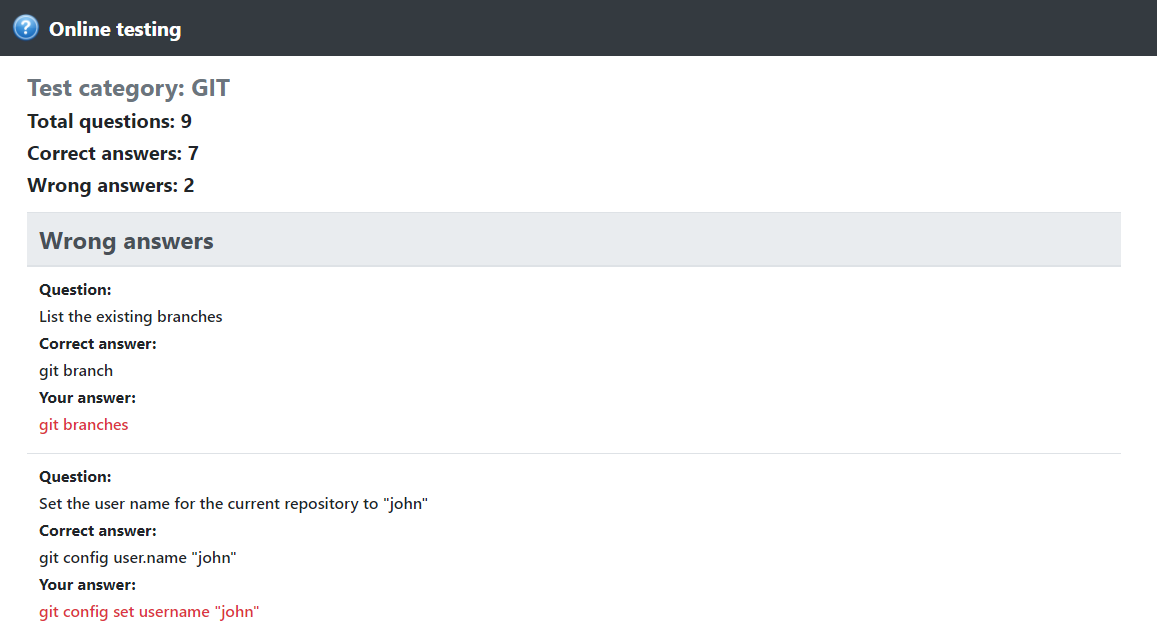 Online testing
Test category: GIT
Total questions: 9
Correct answers: 7
Wrong answers: 2
Wrong answers
Question:
List the existing branches
Correct answer:
git branch
Your answer:
git branches
Question:
Set the user name for the current repository to "john"
Correct answer:
git config user.name "john"
Your answer:
git config set username "john"